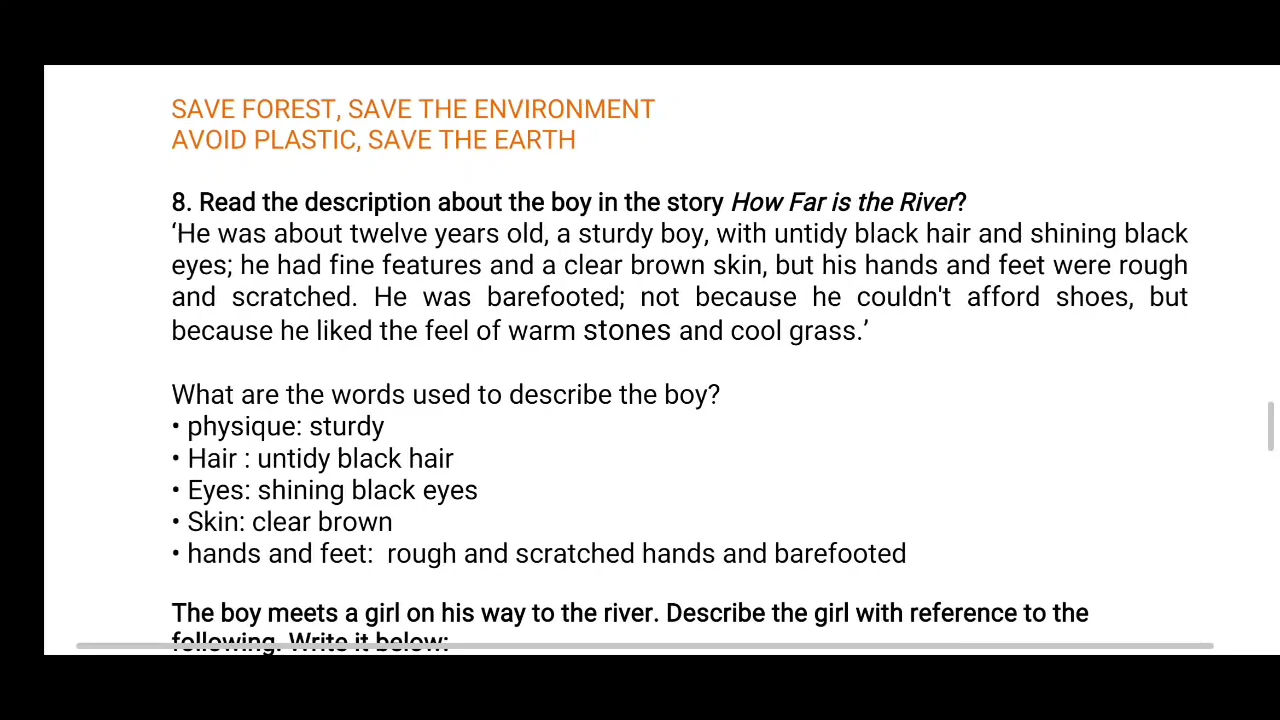 SAVE FOREST, SAVE THE ENVIRONMENT
AVOID PLASTIC, SAVE THE EARTH
8. Read the description about the boy in the story How Far is the River?
‘He was about twelve years old, a sturdy boy, with untidy black hair and shining black
eyes; he had fine features and a clear brown skin, but his hands and feet were rough
and scratched. He was barefooted; not because he couldn't afford shoes, but
because he liked the feel of warm stones and cool grass.’
What are the words used to describe the boy?
• physique: sturdy
• Hair : untidy black hair
• Eyes: shining black eyes
• Skin: clear brown
• hands and feet:  rough and scratched hands and barefooted
The boy meets a girl on his way to the river. Describe the girl with reference to the
following. Write it below: